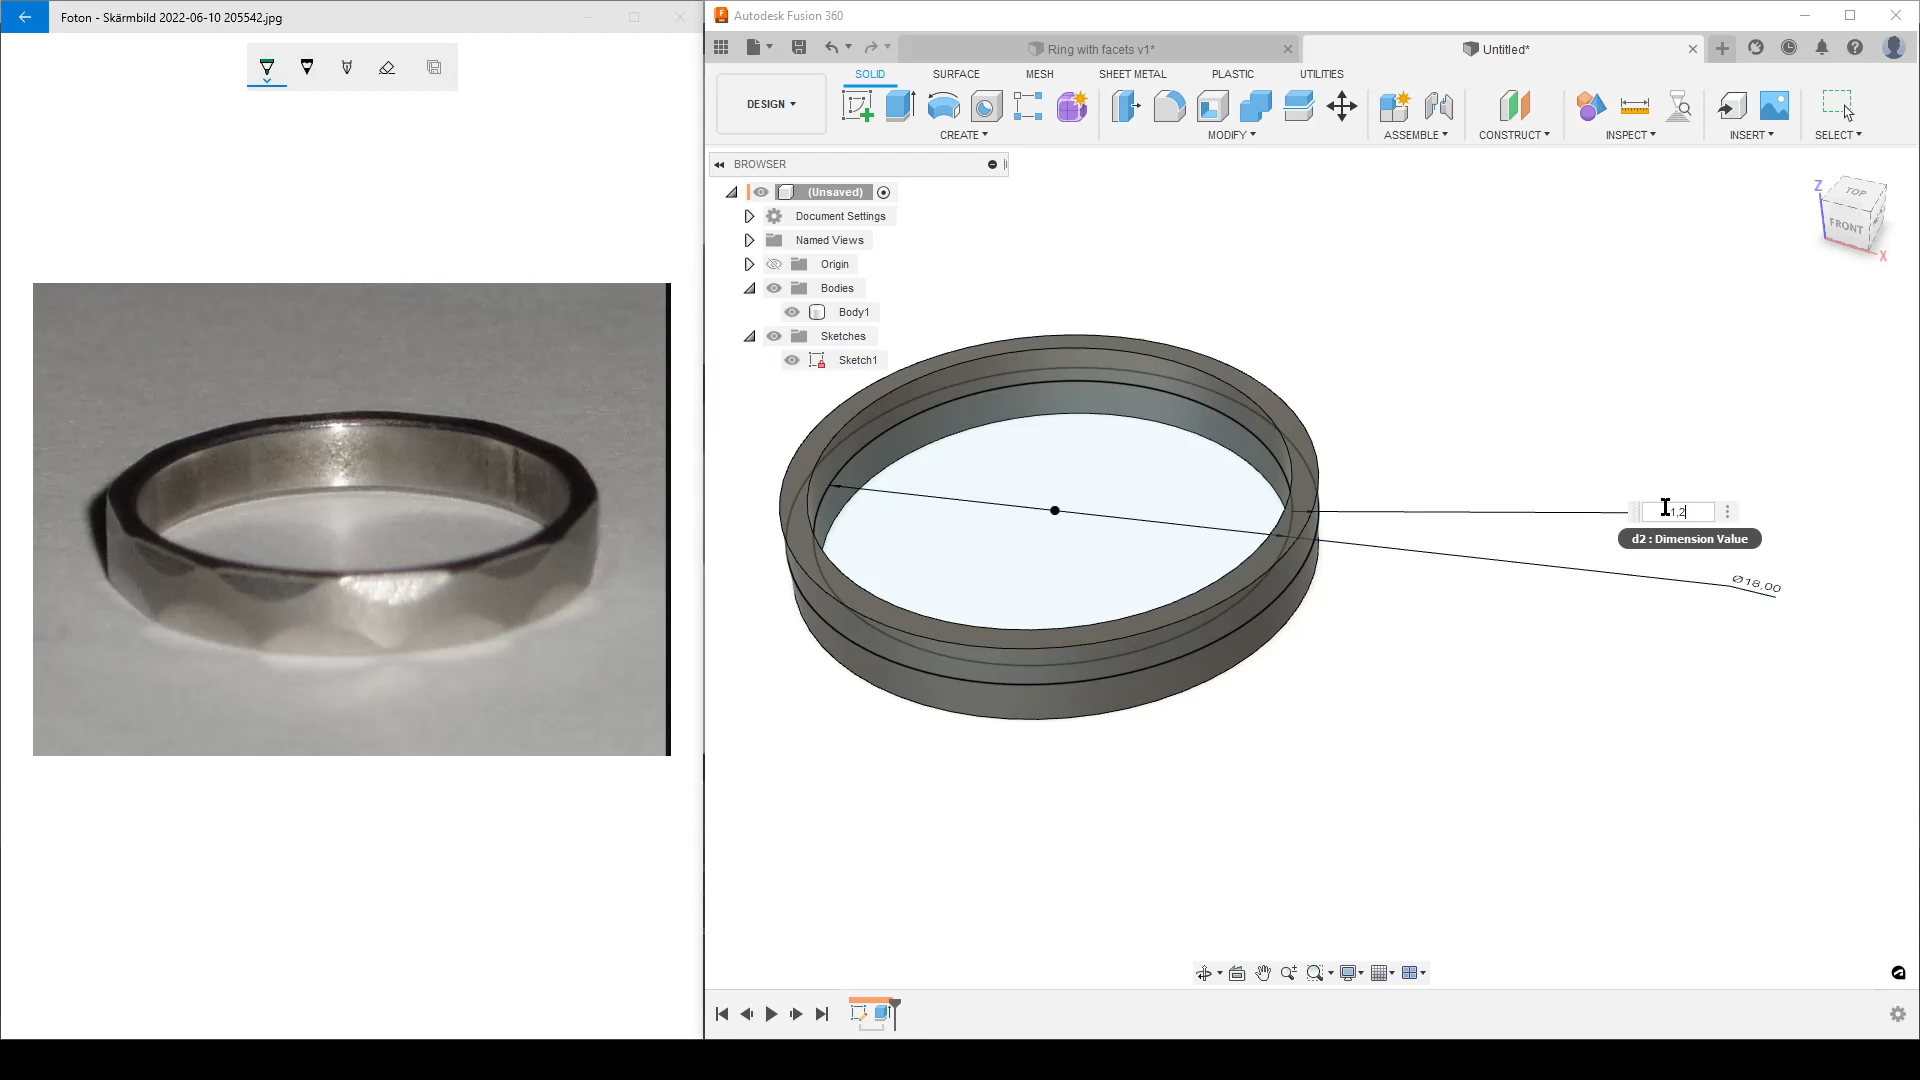 Foton - Skärmbild 2022-06-10 205542.jpg
Autodesk Fusion 360
Ring with facets v1*
Untitled*
SOLID
SURFACE
MESH
SHEET METAL
PLASTIC
UTILITIES
DESIGN
CREATE
MODIFY
ASSEMBLE
CONSTRUCT
INSPECT
INSERT
SELECT
BROWSER
(Unsaved)
Document Settings
Named Views
Origin
Bodies
Body1
Sketches
Sketch1
Z
TOP
FRONT
X
1,2
d2 : Dimension Value
Ø18,00